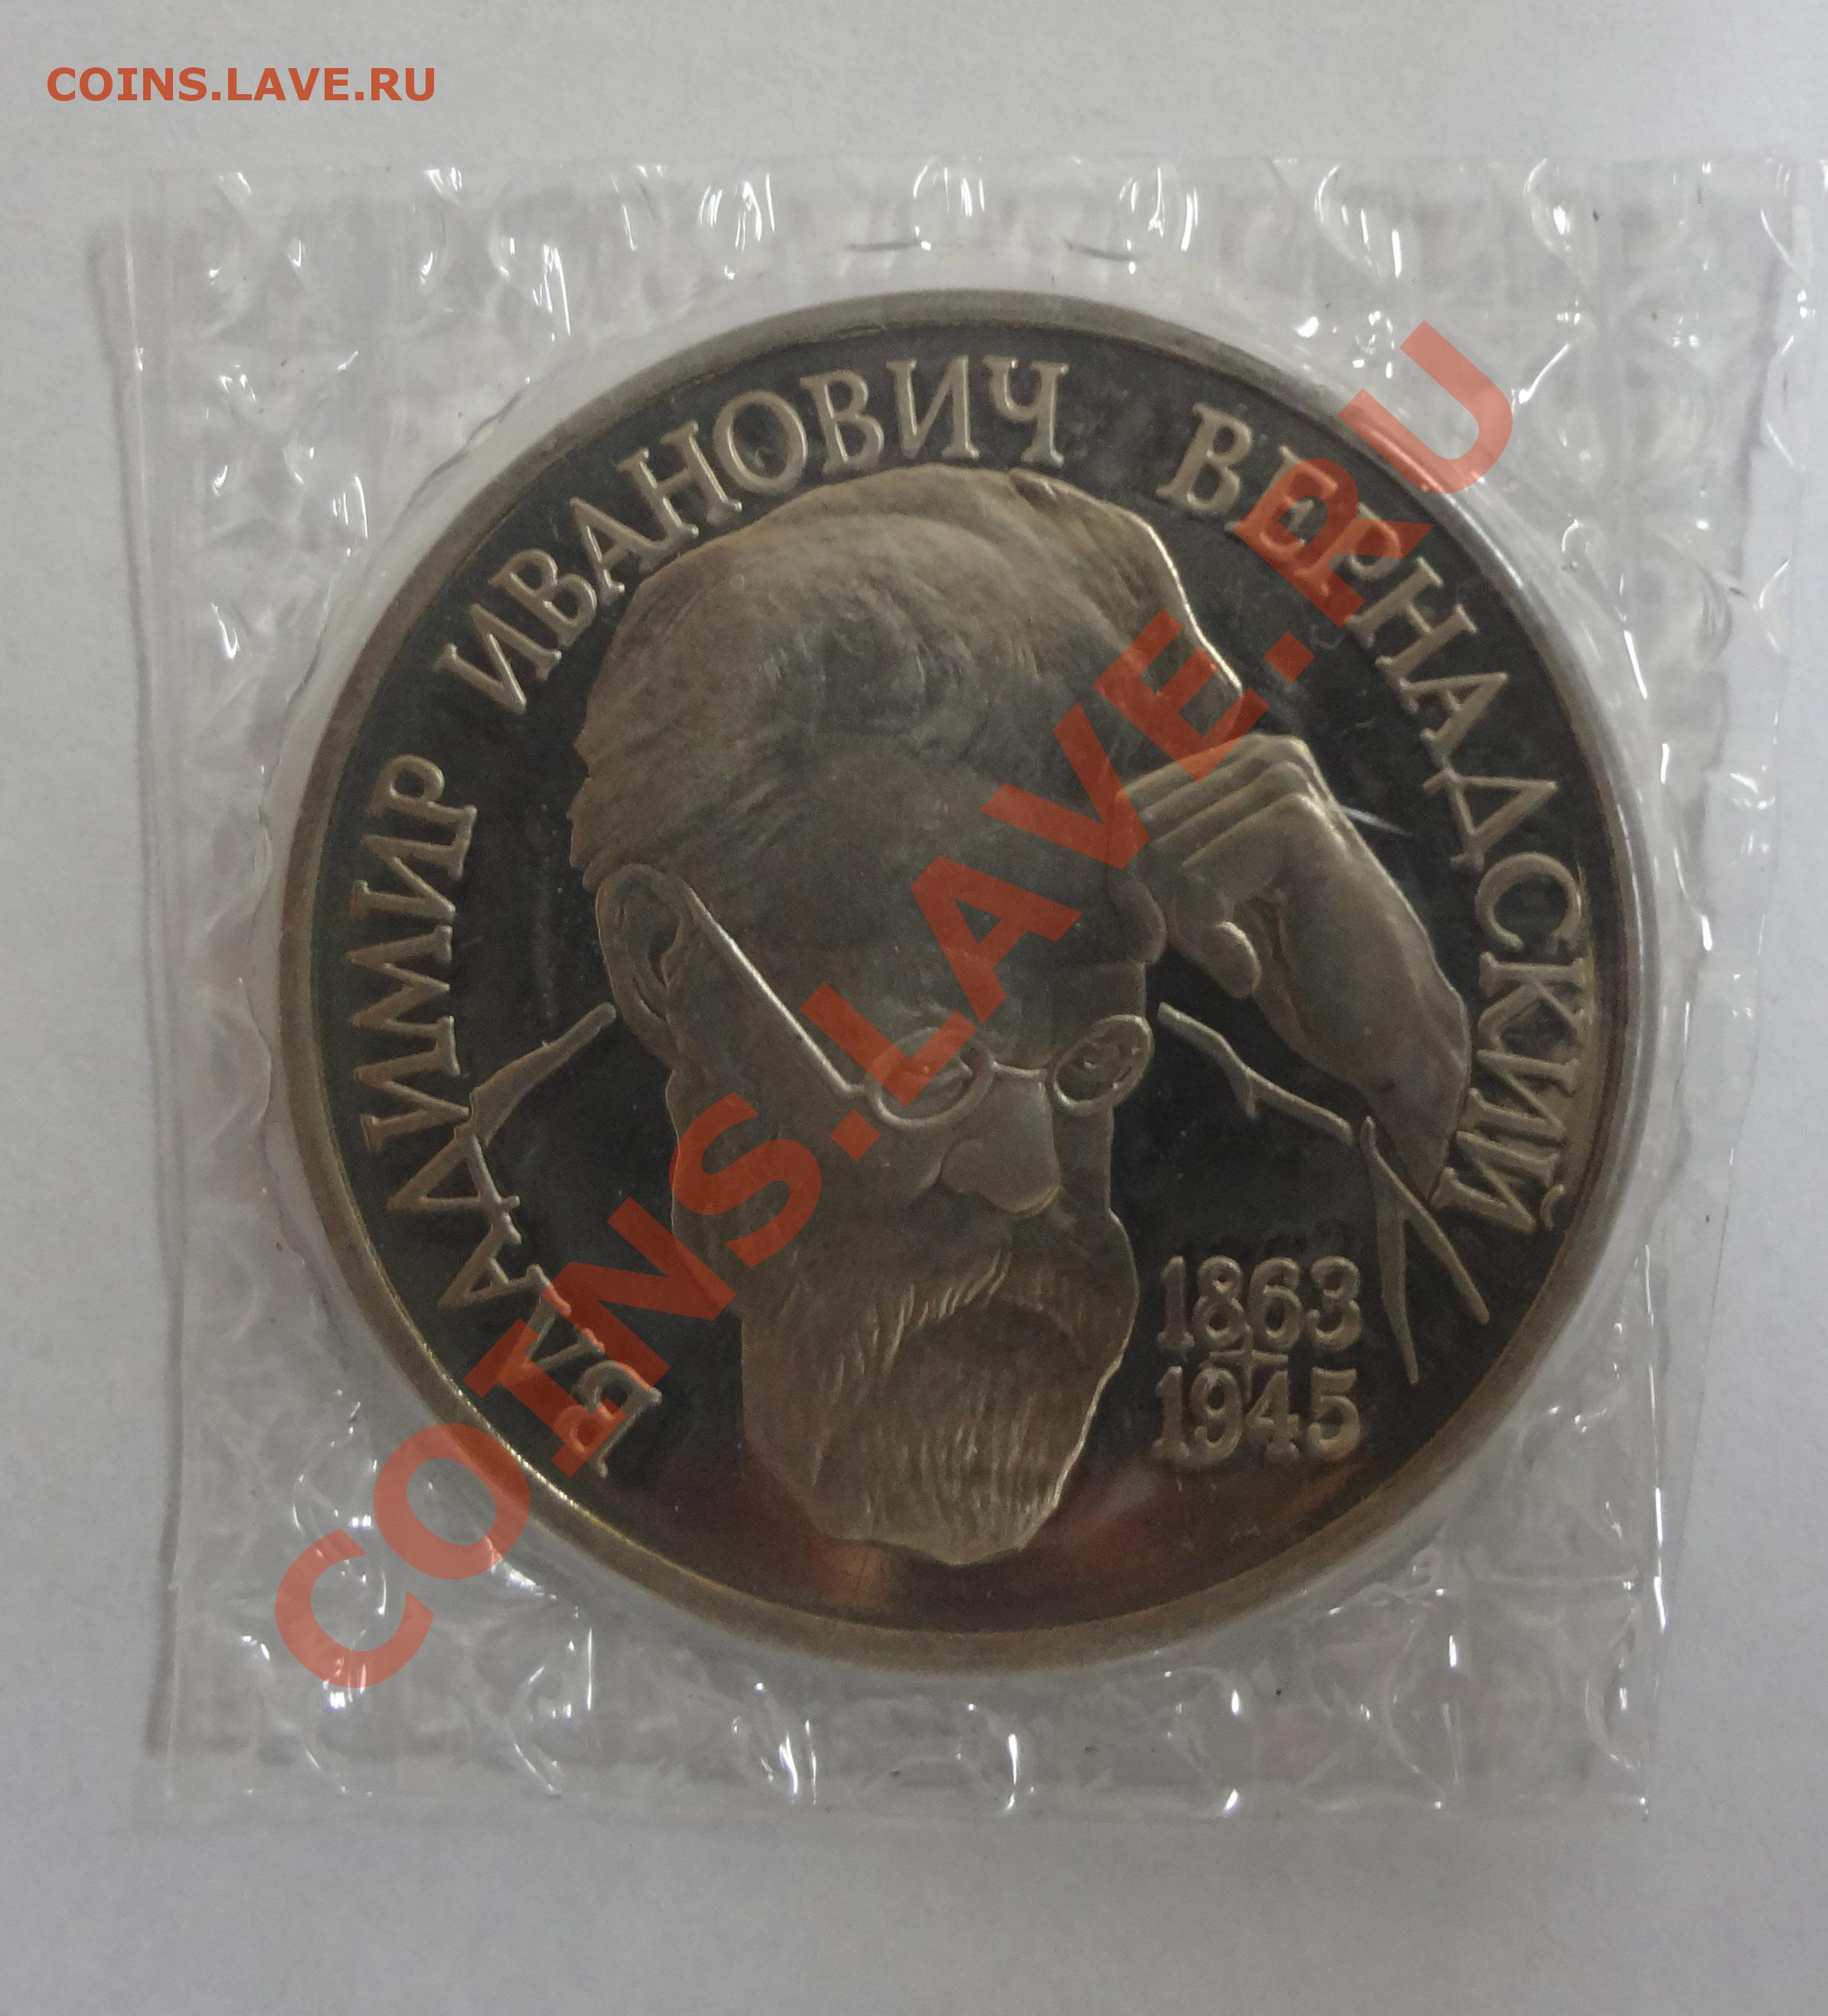 COINS.LAVE.RU
ВЛАДИМИР ИВАНОВИЧ ВЕРНАДСКИЙ
1863
1945
COINS.LAVE.RU